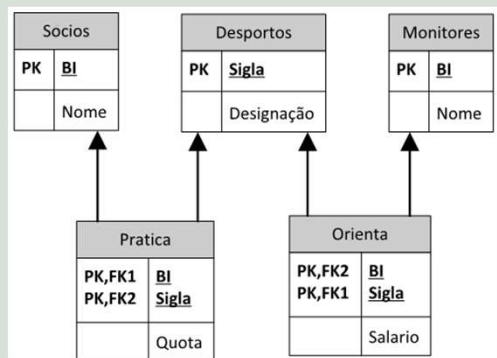 Socios
PK BI
Nome
Desportos
PK Sigla
Designação
Monitores
PK BI
Nome
Pratica
PK,FK1 BI
PK,FK2 Sigla
Quota
Orienta
PK,FK2 BI
PK,FK1 Sigla
Salario